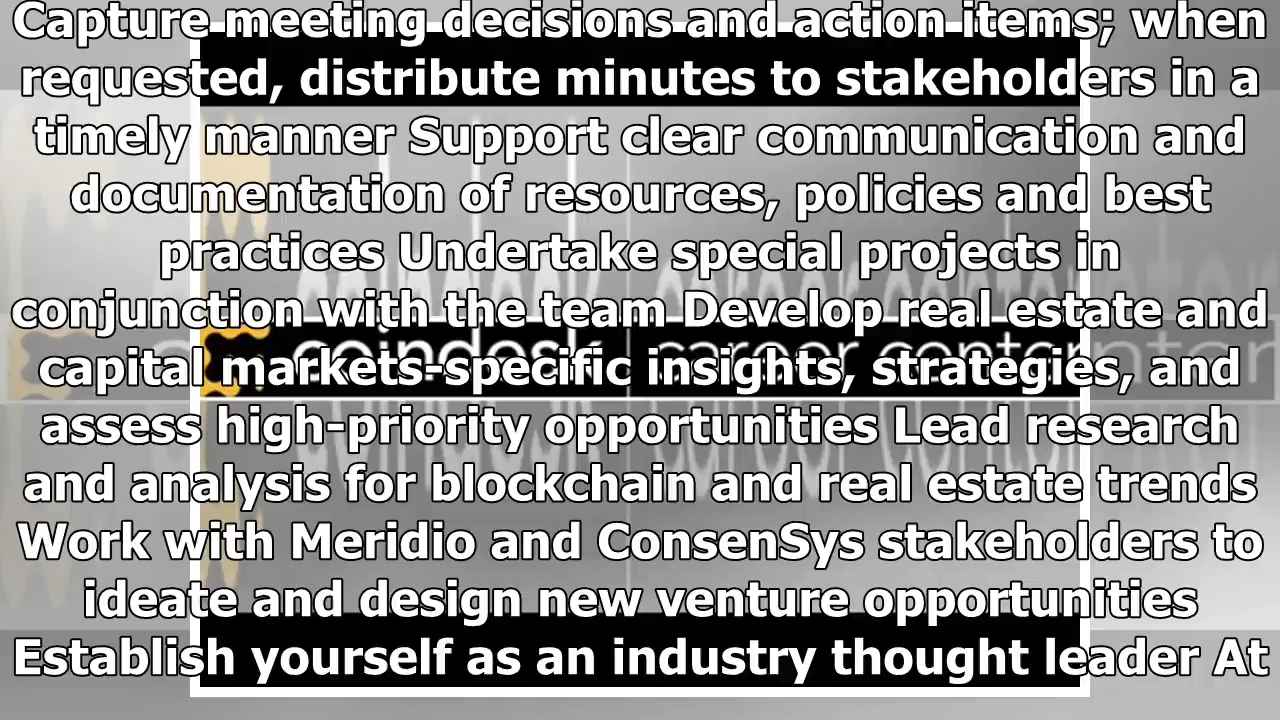 Capture meeting decisions and action items; when
requested, distribute minutes to stakeholders in a
timely manner Support clear communication and
documentation of resources, policies and best
practices Undertake special projects in
conjunction with the team Develop real estate and
capital markets-specific insights, strategies, and
assess high-priority opportunities Lead research
and analysis for blockchain and real estate trends
Work with Meridio and ConsenSys stakeholders to
ideate and design new venture opportunities
Establish yourself as an industry thought leader At
coindesk career center